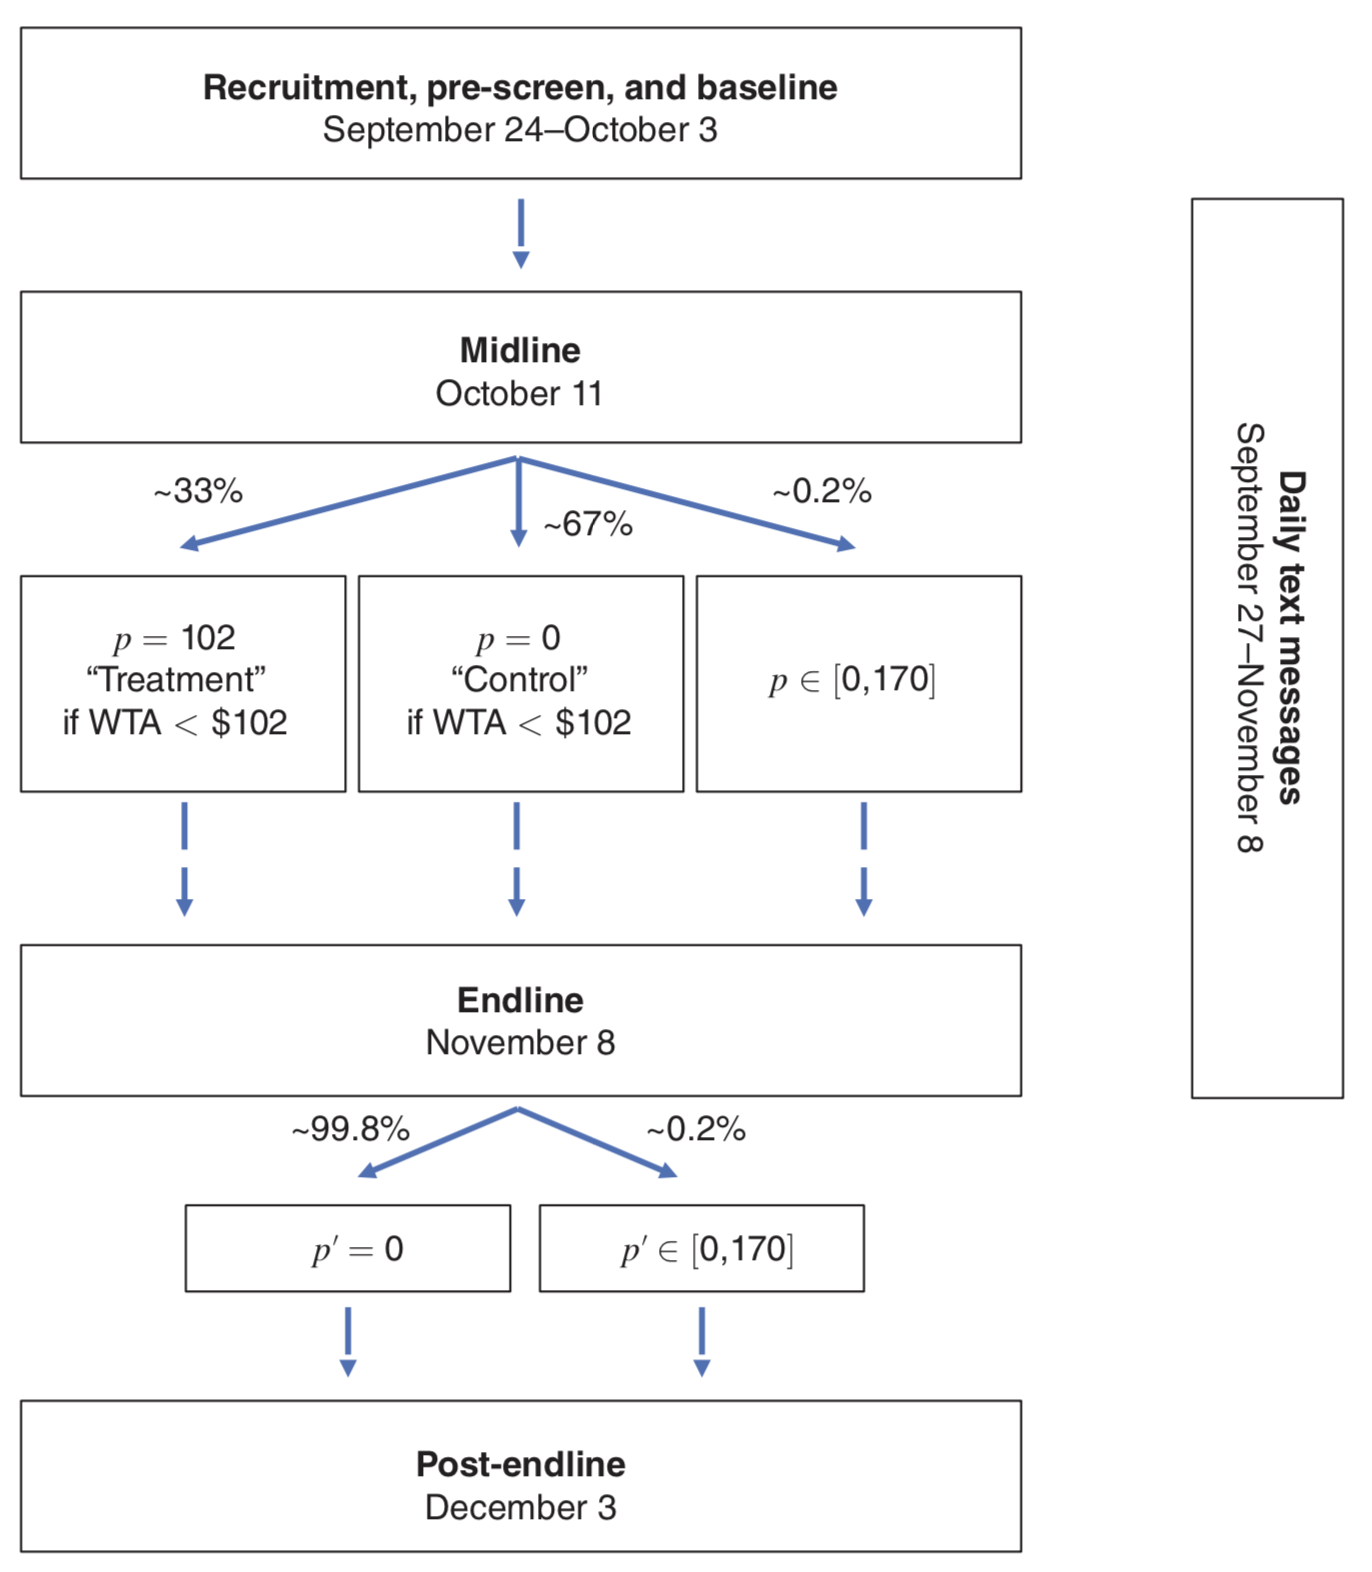 Recruitment, pre-screen, and baseline
September 24–October 3
Midline
October 11
~33%
~67%
~0.2%
p = 102
“Treatment”
if WTA < $102
p = 0
“Control”
if WTA < $102
p ∈ [0,170]
Endline
November 8
~99.8%
~0.2%
p′ = 0
p′ ∈ [0,170]
Post-endline
December 3
Daily text messages
September 27–November 8